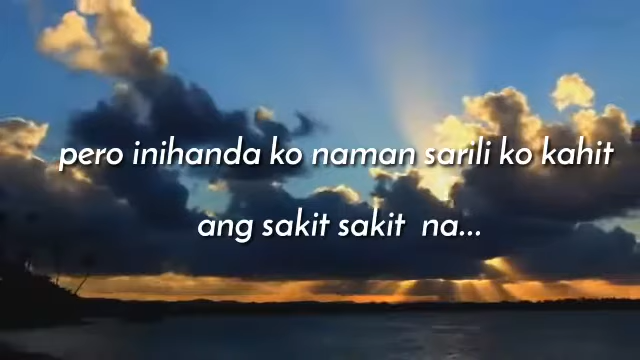 pero inihanda ko naman sarili ko kahit
ang sakit sakit na...